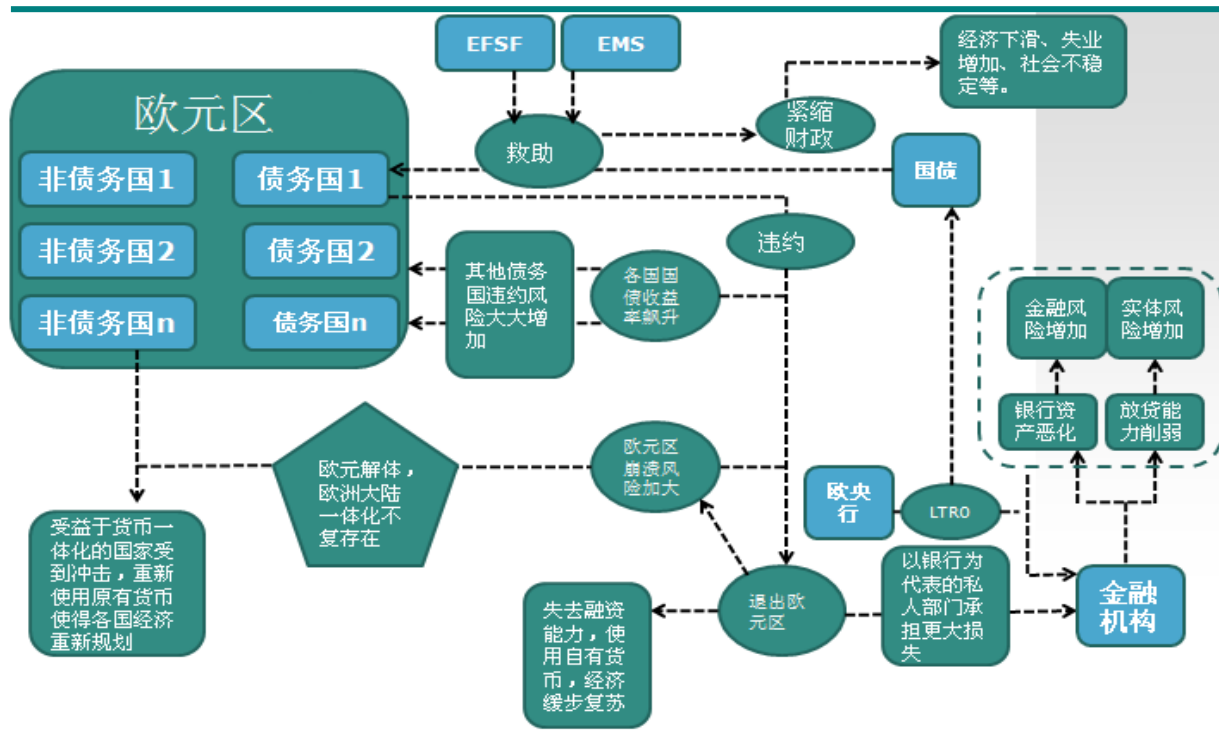 EFSF
EMS
经济下滑、失业
增加、社会不稳
定等。
欧元区
紧缩
财政
救助
非债务国1
债务国1
国债
违约
非债务国2
债务国2
其他债务
国违约风
险大大增
加
各国国
债收益
率飙升
非债务国n
债务国n
金融风
险增加
实体风
险增加
银行资
产恶化
放贷能
力削弱
欧元解体，
欧洲大陆
一体化不
复存在
欧元区
崩溃风
险加大
欧央
行
LTRO
受益于货币一
体化的国家受
到冲击，重新
使用原有货币
使得各国经济
重新规划
失去融资
能力，使
用自有货
币，经济
缓步复苏
退出欧
元区
以银行为
代表的私
人部门承
担更大损
失
金融
机构